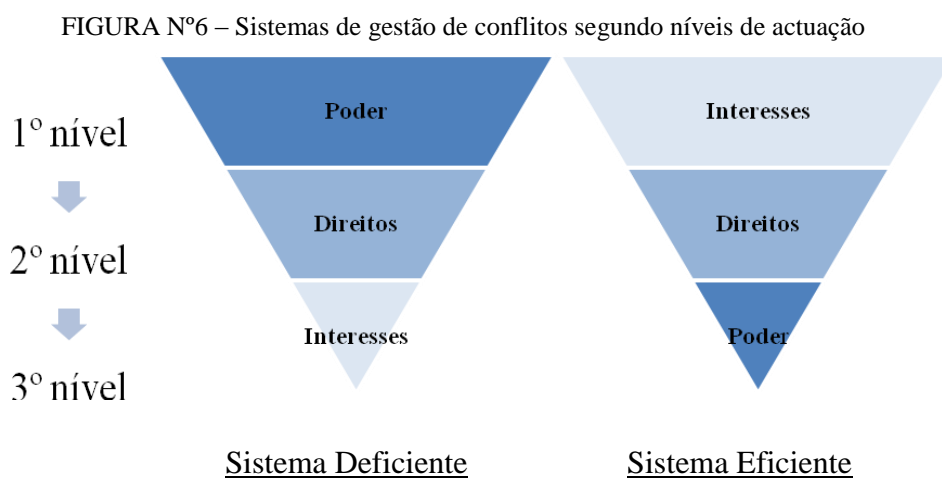 FIGURA Nº6 – Sistemas de gestão de conflitos segundo níveis de actuação
1º nível
2º nível
3º nível
Poder
Direitos
Interesses
Sistema Deficiente
Interesses
Direitos
Poder
Sistema Eficiente